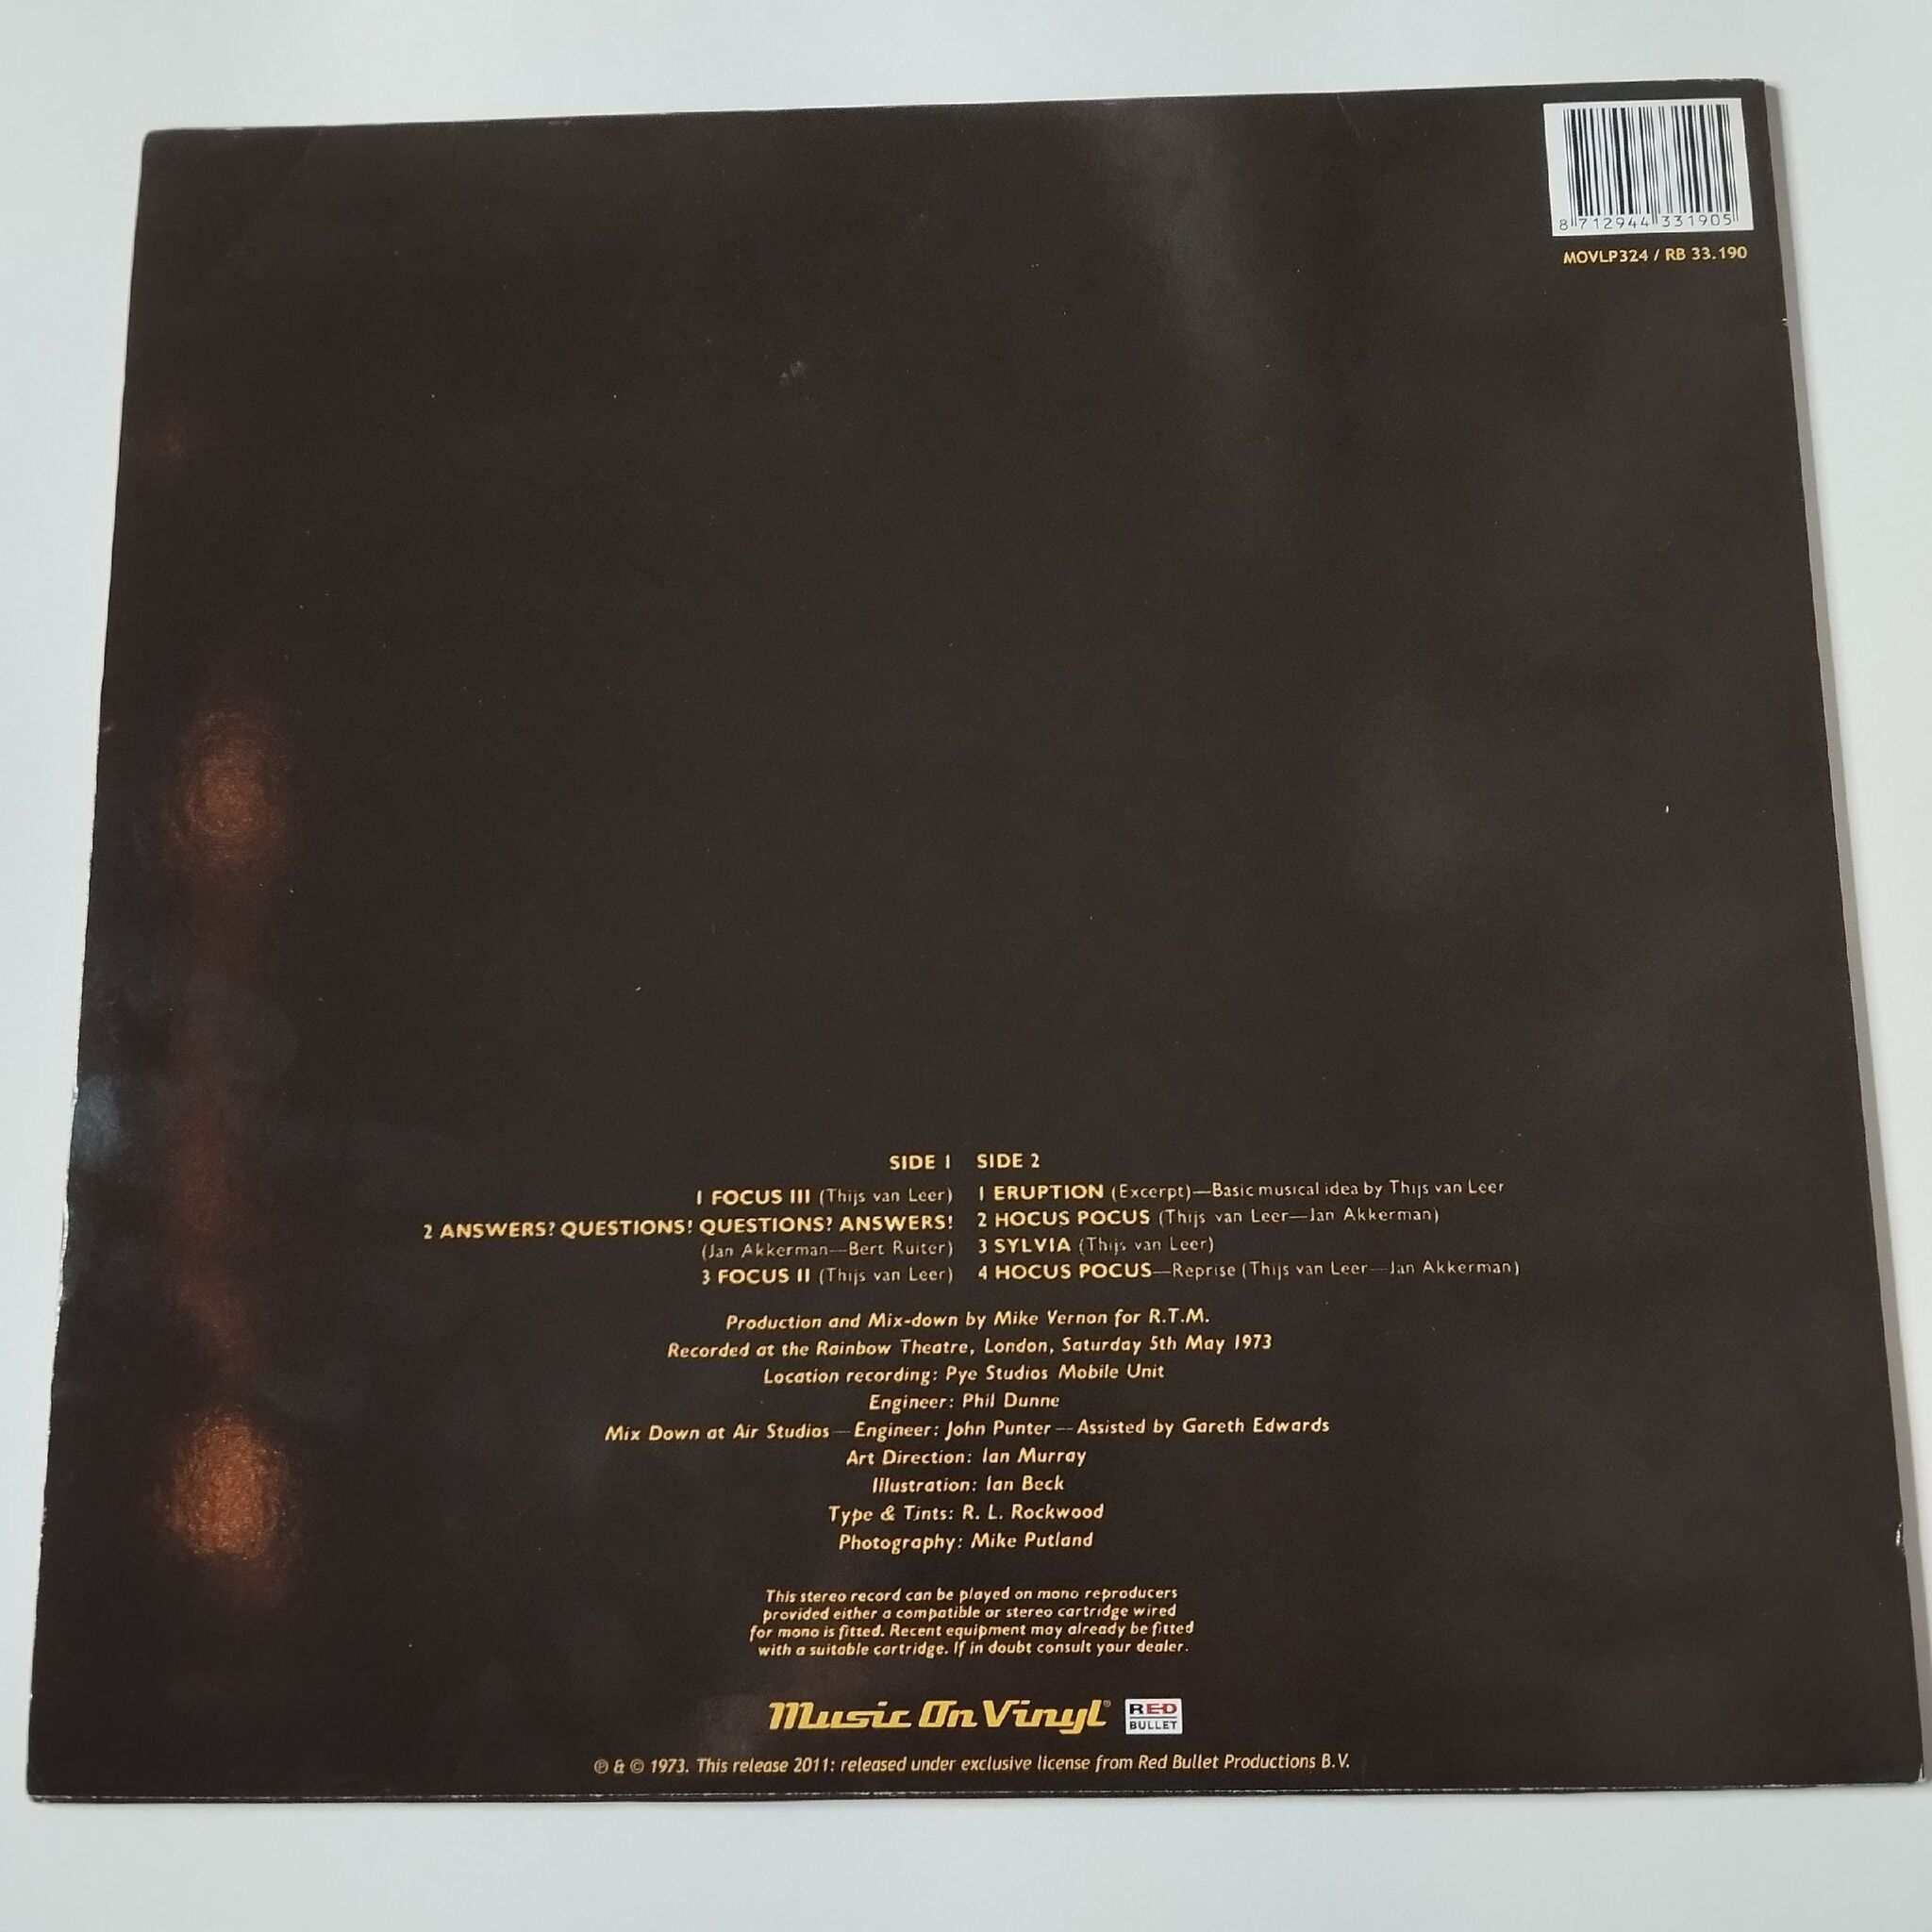 8 712944 331905
MOVLP324 / RB 33.190
SIDE 1
1 FOCUS III (Thijs van Leer)
2 ANSWERS? QUESTIONS! QUESTIONS? ANSWERS!
(Jan Akkerman—Bert Ruiter)
3 FOCUS II (Thijs van Leer)
SIDE 2
1 ERUPTION (Excerpt)—Basic musical idea by Thijs van Leer
2 HOCUS POCUS (Thijs van Leer—Jan Akkerman)
3 SYLVIA (Thijs van Leer)
4 HOCUS POCUS—Reprise (Thijs van Leer—Jan Akkerman)
Production and Mix-down by Mike Vernon for R.T.M.
Recorded at the Rainbow Theatre, London, Saturday 5th May 1973
Location recording: Pye Studios Mobile Unit
Engineer: Phil Dunne
Mix Down at Air Studios—Engineer: John Punter—Assisted by Gareth Edwards
Art Direction: Ian Murray
Illustration: Ian Beck
Type & Tints: R. L. Rockwood
Photography: Mike Putland
This stereo record can be played on mono reproducers
provided either a compatible or stereo cartridge wired
for mono is fitted. Recent equipment may already be fitted
with a suitable cartridge. If in doubt consult your dealer.
Music On Vinyl®
RED
BULLET
℗ & © 1973. This release 2011: released under exclusive license from Red Bullet Productions B.V.